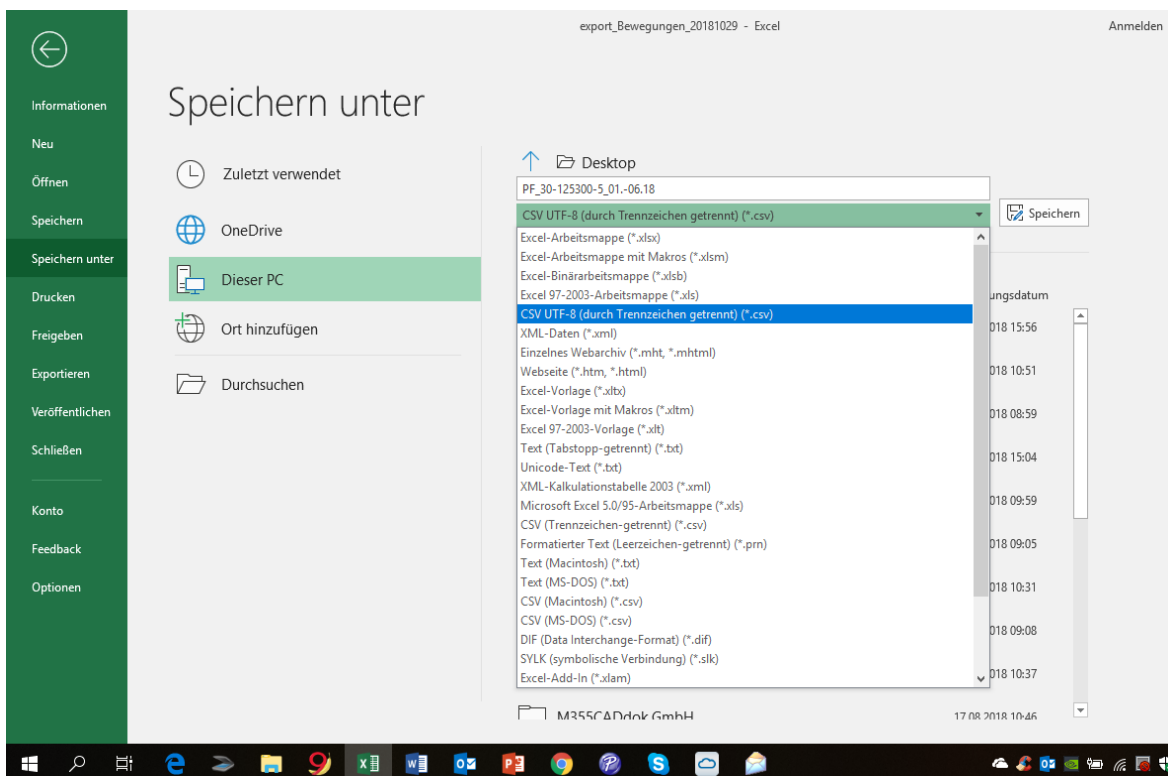 export_Bewegungen_20181029 - Excel
Anmelden
Informationen
Neu
Öffnen
Speichern
Speichern unter
Drucken
Freigeben
Exportieren
Veröffentlichen
Schließen
Konto
Feedback
Optionen
Speichern unter
Zuletzt verwendet
OneDrive
Dieser PC
Ort hinzufügen
Durchsuchen
Desktop
PF_30-125300-5_01.-06.18
CSV UTF-8 (durch Trennzeichen getrennt) (*.csv)
Speichern
Excel-Arbeitsmappe (*.xlsx)
Excel-Arbeitsmappe mit Makros (*.xlsm)
Excel-Binärarbeitsmappe (*.xlsb)
Excel 97-2003-Arbeitsmappe (*.xls)
CSV UTF-8 (durch Trennzeichen getrennt) (*.csv)
XML-Daten (*.xml)
Einzelnes Webarchiv (*.mht, *.mhtml)
Webseite (*.htm, *.html)
Excel-Vorlage (*.xltx)
Excel-Vorlage mit Makros (*.xltm)
Excel 97-2003-Vorlage (*.xlt)
Text (Tabstopp-getrennt) (*.txt)
Unicode-Text (*.txt)
XML-Kalkulationstabelle 2003 (*.xml)
Microsoft Excel 5.0/95-Arbeitsmappe (*.xls)
CSV (Trennzeichen-getrennt) (*.csv)
Formatierter Text (Leerzeichen-getrennt) (*.prn)
Text (Macintosh) (*.txt)
Text (MS-DOS) (*.txt)
CSV (Macintosh) (*.csv)
CSV (MS-DOS) (*.csv)
DIF (Data Interchange-Format) (*.dif)
SYLK (symbolische Verbindung) (*.slk)
Excel-Add-In (*.xlam)
ungsdatum
018 15:56
018 10:51
018 08:59
018 15:04
018 09:59
018 09:05
018 10:31
018 09:08
018 10:37
M355CADdok GmbH
17.08.2018 10:46